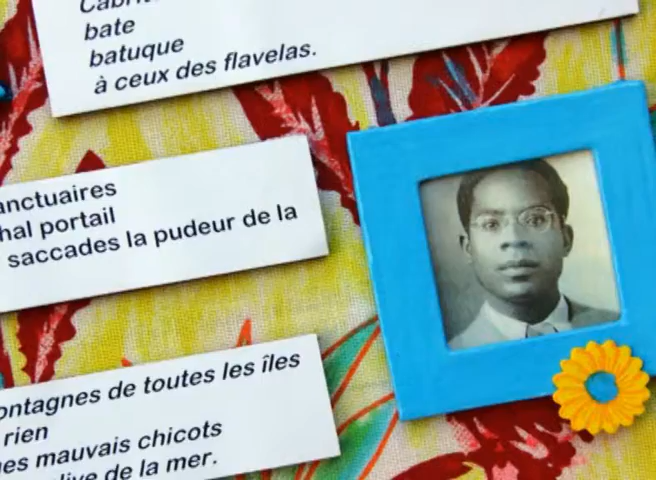 bate
batuque
à ceux des flavelas.
anctuaires
hal portail
saccades la pudeur de la
ontagnes de toutes les îles
rien
es mauvais chicots
de la mer.